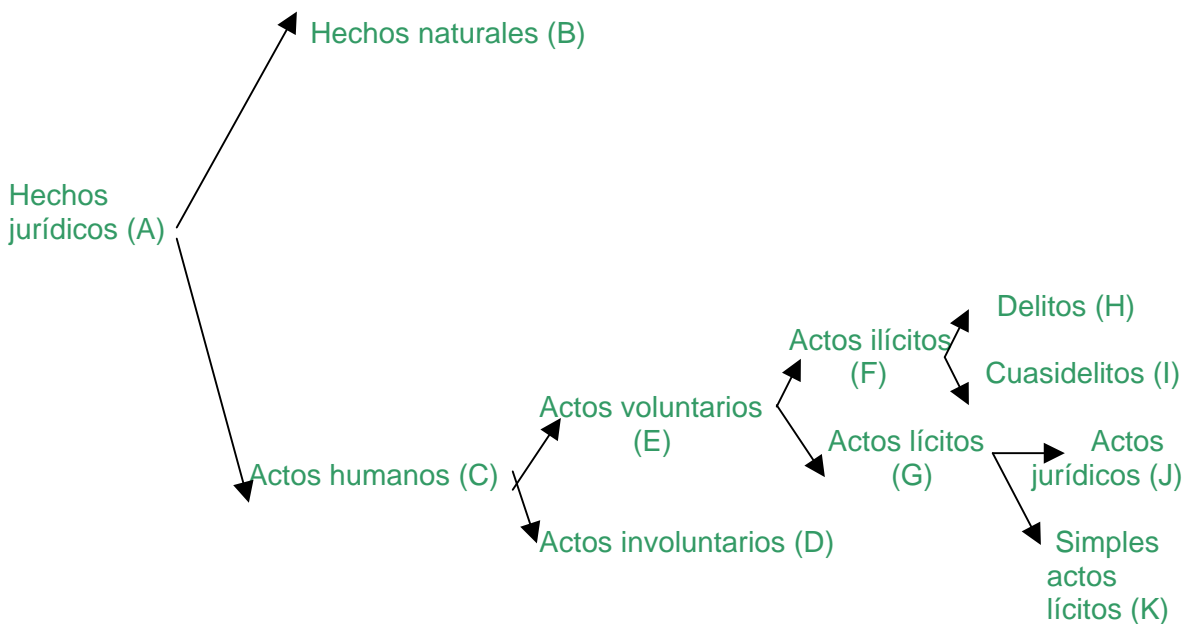 Hechos naturales (B)
Hechos
jurídicos (A)
Delitos (H)
Actos ilícitos
(F)
Cuasidelitos (I)
Actos voluntarios
(E)
Actos lícitos
(G)
Actos
jurídicos (J)
Actos humanos (C)
Actos involuntarios (D)
Simples
actos
lícitos (K)